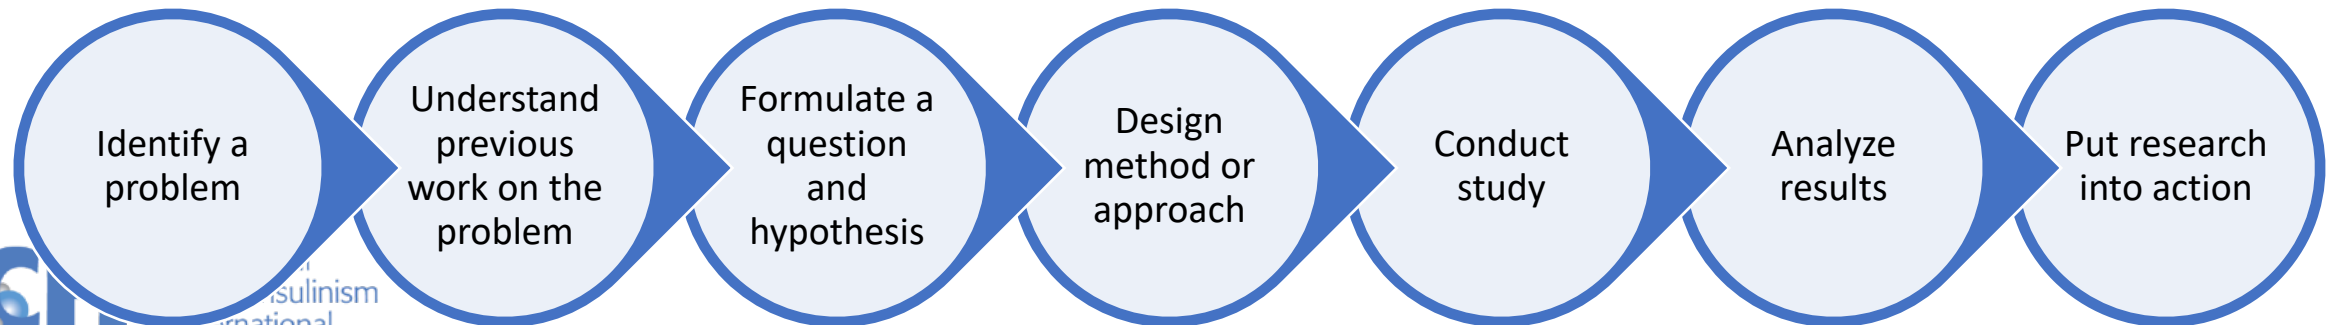 Identify a
problem
Understand
previous
work on the
problem
Formulate a
question
and
hypothesis
Design
method or
approach
Conduct
study
Analyze
results
Put research
into action